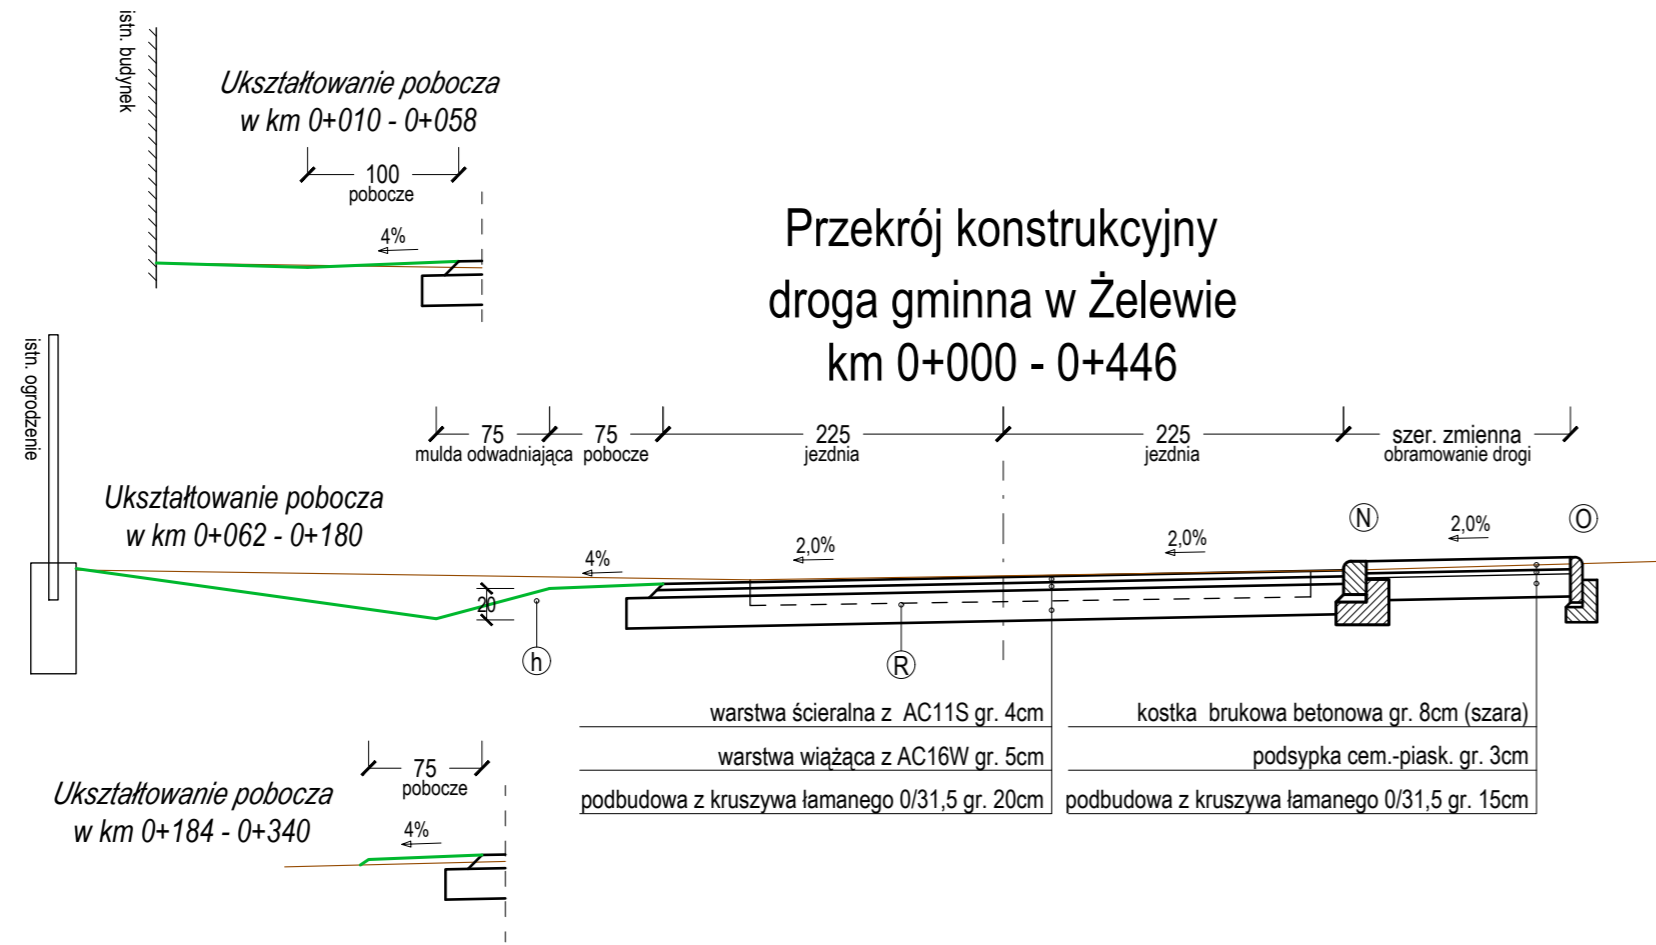 istn. budynek
Ukształtowanie pobocza
w km 0+010 - 0+058
100
pobocze
4%
Przekrój konstrukcyjny
droga gminna w Żelewie
km 0+000 - 0+446
istn. ogrodzenie
75
mulda odwadniająca
75
pobocze
225
jezdnia
225
jezdnia
szer. zmienna
obramowanie drogi
Ukształtowanie pobocza
w km 0+062 - 0+180
4%
2,0%
2,0%
2,0%
N
O
20
h
R
warstwa ścieralna z AC11S gr. 4cm
warstwa wiążąca z AC16W gr. 5cm
podbudowa z kruszywa łamanego 0/31,5 gr. 20cm
kostka brukowa betonowa gr. 8cm (szara)
podsypka cem.-piask. gr. 3cm
podbudowa z kruszywa łamanego 0/31,5 gr. 15cm
75
pobocze
Ukształtowanie pobocza
w km 0+184 - 0+340
4%